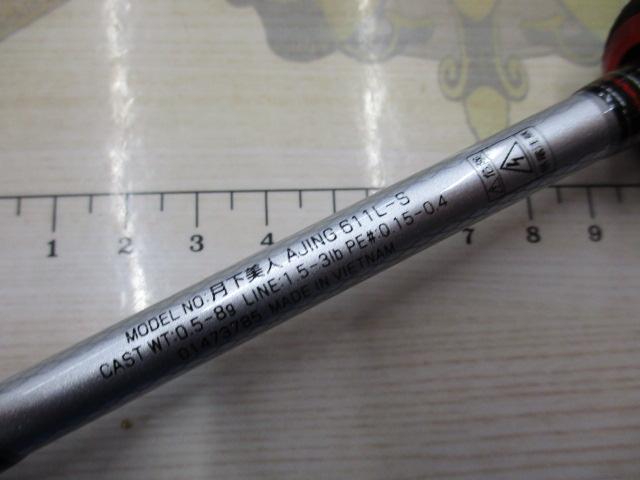 MODEL NO:月下美人 AJING 611L-S
CAST WT:0.5-8g LINE:1.5-3lb PE#:0.15-0.4
01473785 MADE IN VIETNAM
1 2 3 4 7 8 9